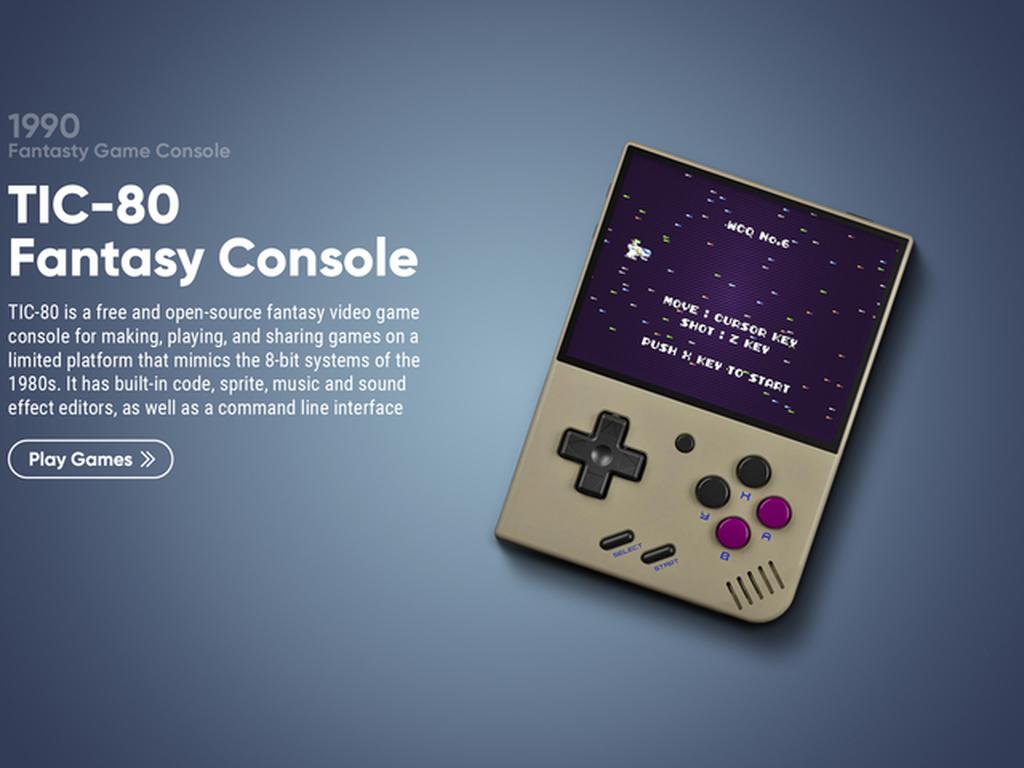 1990
Fantasty Game Console
TIC-80
Fantasy Console
TIC-80 is a free and open-source fantasy video game
console for making, playing, and sharing games on a
limited platform that mimics the 8-bit systems of the
1980s. It has built-in code, sprite, music and sound
effect editors, as well as a command line interface
Play Games
WCQ No.6
MOVE : CURSOR KEY
SHOT : Z KEY
PUSH X KEY TO START
X
Y
A
B
SELECT
START